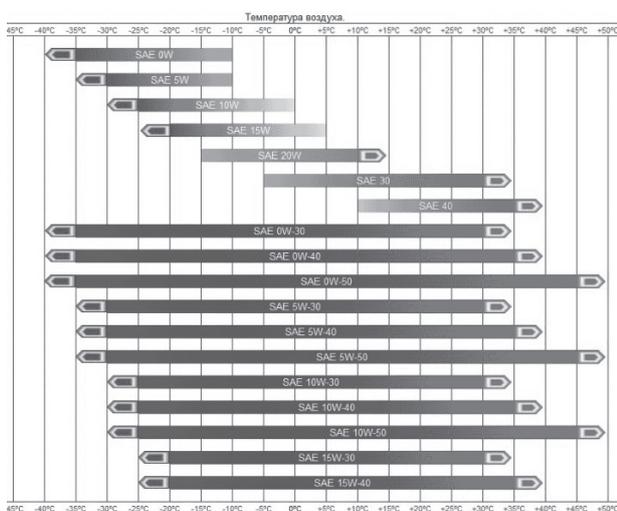 Температура воздуха.
45°C -40°C -35°C -30°C -25°C -20°C -15°C -10°C -5°C 0°C +5°C +10°C +15°C +20°C +25°C +30°C +35°C +40°C +45°C +50°C
SAE 0W
SAE 5W
SAE 10W
SAE 15W
SAE 20W
SAE 30
SAE 40
SAE 0W-30
SAE 0W-40
SAE 0W-50
SAE 5W-30
SAE 5W-40
SAE 5W-50
SAE 10W-30
SAE 10W-40
SAE 10W-50
SAE 15W-30
SAE 15W-40
45°C -40°C -35°C -30°C -25°C -20°C -15°C -10°C -5°C 0°C +5°C +10°C +15°C +20°C +25°C +30°C +35°C +40°C +45°C +50°C